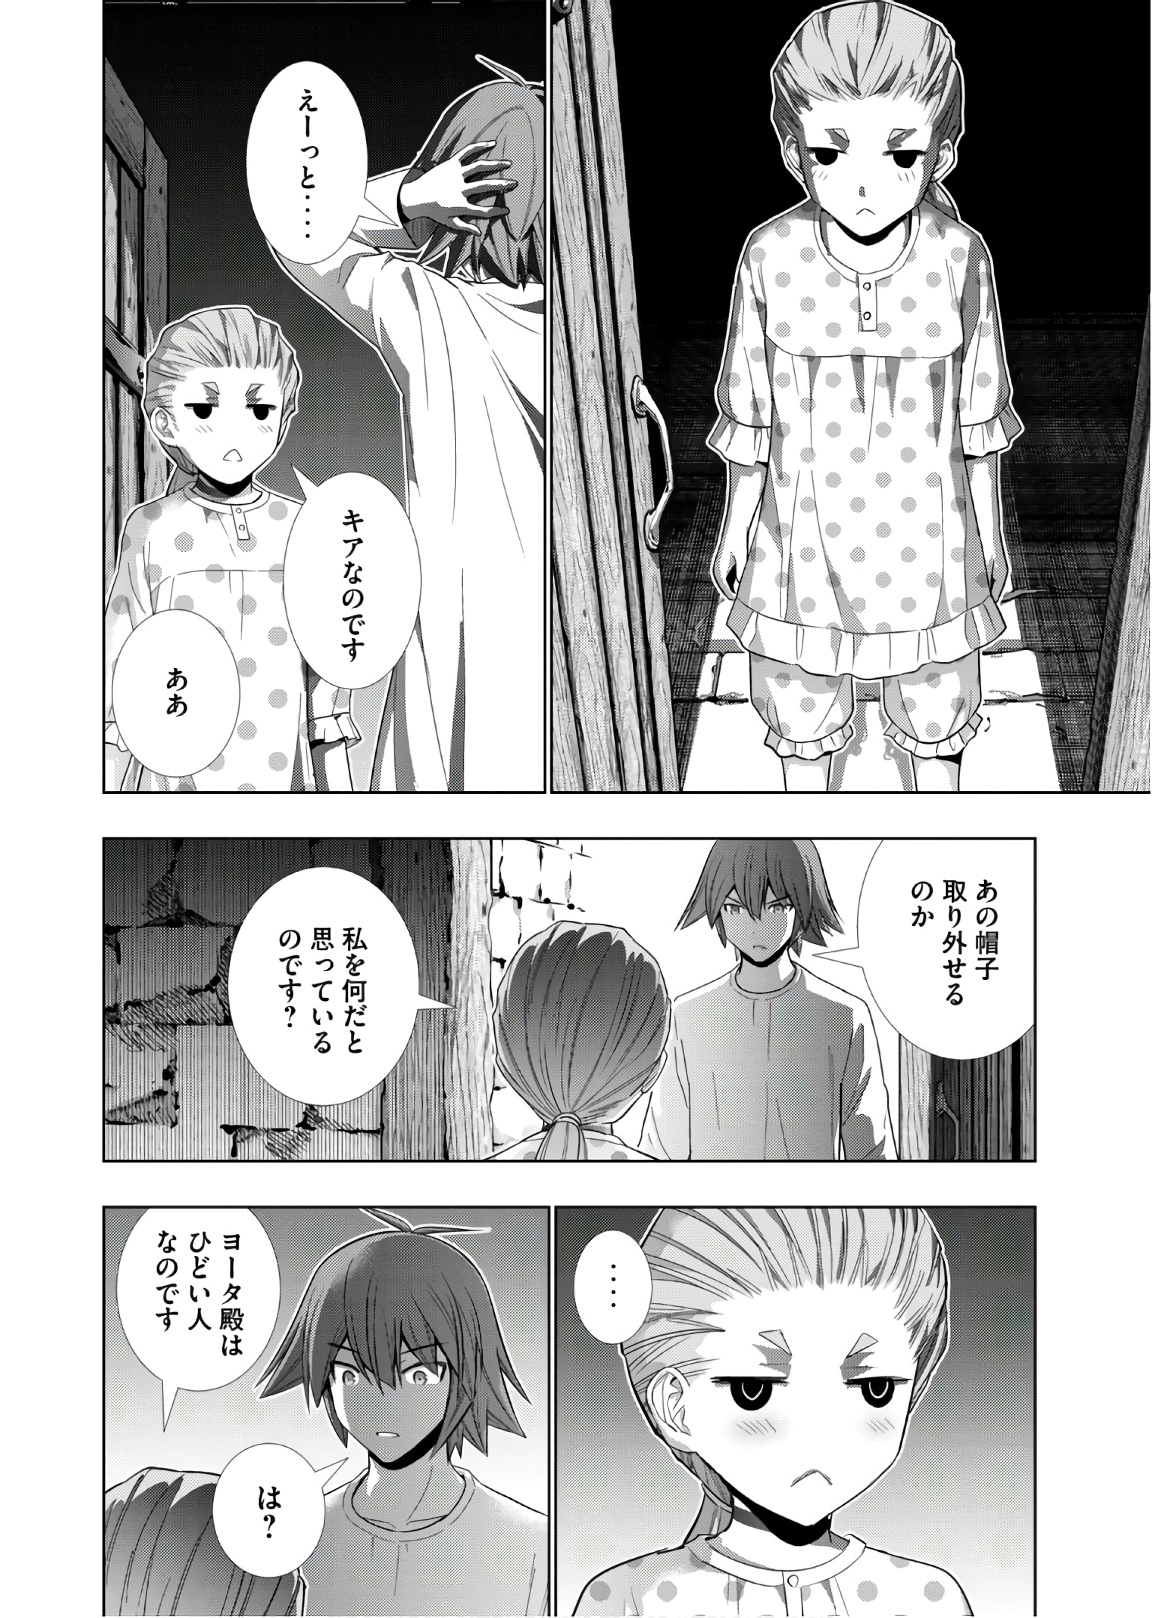 えーっと‥‥
キアなのです
ああ
あの帽子
取り外せる
のか
私を何だと
思っている
のです?
‥‥
ヨータ殿は
ひどい人
なのです
は?